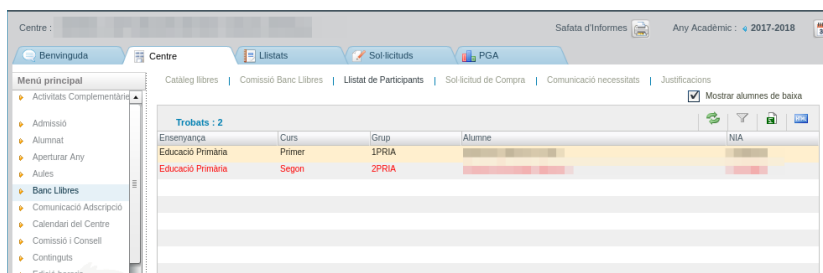 Centre :
Safata d'Informes
Any Acadèmic : 2017-2018
Benvinguda
Centre
Llistats
Sol·licituds
PGA
Menú principal
Catàleg llibres | Comissió Banc Llibres | Llistat de Participants | Sol·licitud de Compra | Comunicació necessitats | Justificacions
Activitats Complementàrie
Mostrar alumnes de baixa
Admissió
Alumnat
Aperturar Any
Aules
Banc Llibres
Comunicació Adscripció
Calendari del Centre
Comissió i Consell
Continguts
Trobats : 2
Ensenyança Curs Grup Alumne NIA
Educació Primària Primer 1PRIA
Educació Primària Segon 2PRIA